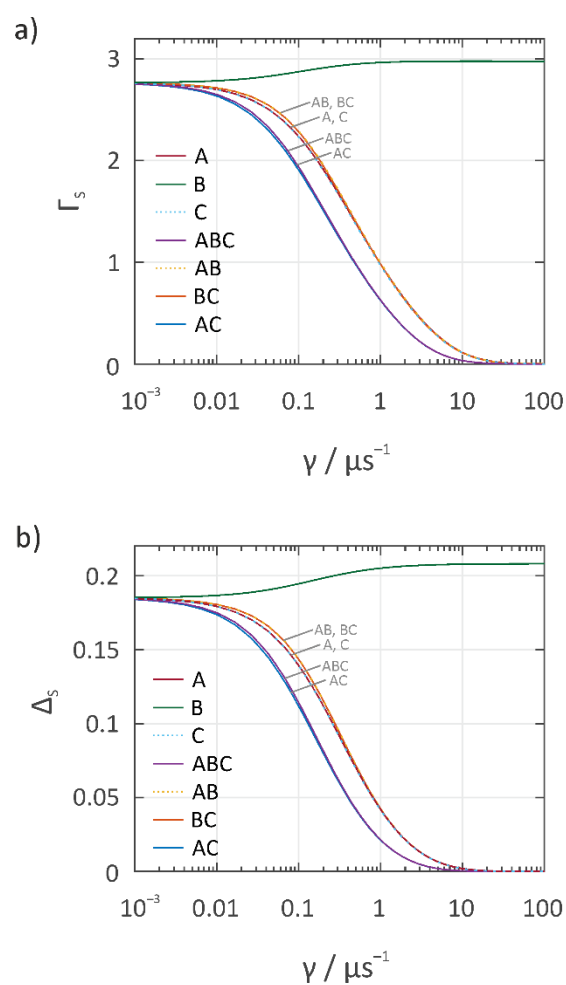 a)
3
2
1
0
Γs
AB, BC
A, C
ABC
AC
A
B
C
ABC
AB
BC
AC
10⁻³ 0.01 0.1 1 10 100
γ / μs⁻¹
b)
0.2
0.15
0.1
0.05
0
Δs
AB, BC
A, C
ABC
AC
A
B
C
ABC
AB
BC
AC
10⁻³ 0.01 0.1 1 10 100
γ / μs⁻¹